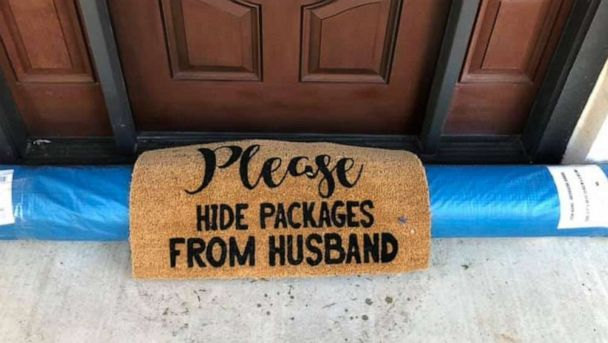 Please
HIDE PACKAGES
FROM HUSBAND